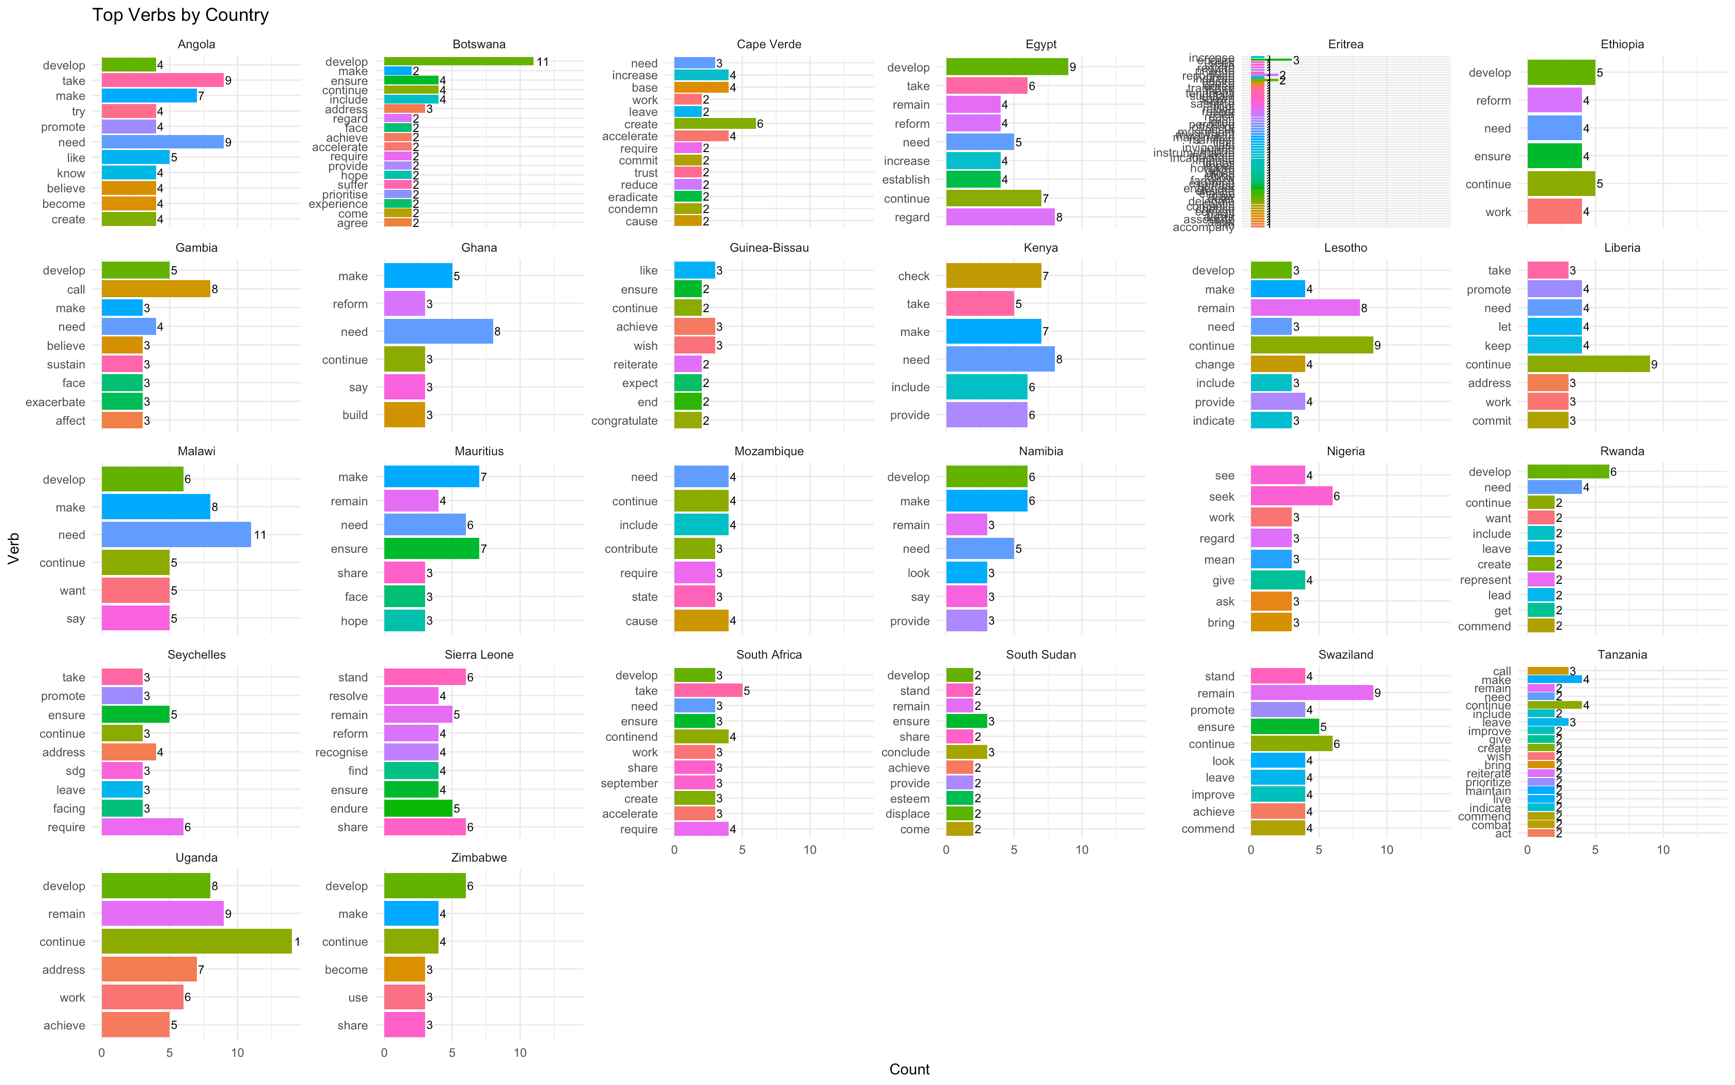 Top Verbs by Country
Angola
develop 4
take 9
make 7
try 4
promote 4
need 9
like 5
know 4
believe 4
become 4
create 4
Botswana
develop 11
make 2
ensure 4
continue 4
include 4
address 3
regard 2
face 2
achieve 2
accelerate 2
require 2
provide 2
hope 2
suffer 2
prioritise 2
experience 2
come 2
agree 2
Cape Verde
need 3
increase 4
base 4
work 2
leave 2
create 6
accelerate 4
require 2
commit 2
trust 2
reduce 2
eradicate 2
condemn 2
cause 2
Egypt
develop 9
take 6
remain 4
reform 4
need 5
increase 4
establish 4
continue 7
regard 8
Eritrea
increase
3
2
2
accompany
Ethiopia
develop 5
reform 4
need 4
ensure 4
continue 5
work 4
Gambia
develop 5
call 8
make 3
need 4
believe 3
sustain 3
face 3
exacerbate 3
affect 3
Ghana
make 5
reform 3
need 8
continue 3
say 3
build 3
Guinea-Bissau
like 3
ensure 2
continue 2
achieve 3
wish 3
reiterate 2
expect 2
end 2
congratulate 2
Kenya
check 7
take 5
make 7
need 8
include 6
provide 6
Lesotho
develop 3
make 4
remain 8
need 3
continue 9
change 4
include 3
provide 4
indicate 3
Liberia
take 3
promote 4
need 4
let 4
keep 4
continue 9
address 3
work 3
commit 3
Malawi
develop 6
make 8
need 11
continue 5
want 5
say 5
Mauritius
make 7
remain 4
need 6
ensure 7
share 3
face 3
hope 3
Mozambique
need 4
continue 4
include 4
contribute 3
require 3
state 3
cause 4
Namibia
develop 6
make 6
remain 3
need 5
look 3
say 3
provide 3
Nigeria
see 4
seek 6
work 3
regard 3
mean 3
give 4
ask 3
bring 3
Rwanda
develop 6
need 4
continue 2
want 2
include 2
leave 2
create 2
represent 2
lead 2
get 2
commend 2
Seychelles
take 3
promote 3
ensure 5
continue 3
address 4
sdg 3
leave 3
facing 3
require 6
Sierra Leone
stand 6
resolve 4
remain 5
reform 4
recognise 4
find 4
ensure 4
endure 5
share 6
South Africa
develop 3
take 5
need 3
ensure 3
continend 4
work 3
share 3
september 3
create 3
accelerate 3
require 4
0 5 10
South Sudan
develop 2
stand 2
remain 2
ensure 3
share 2
conclude 3
achieve 2
provide 2
esteem 2
displace 2
come 2
0 5 10
Swaziland
stand 4
remain 9
promote 4
ensure 5
continue 6
look 4
leave 4
improve 4
achieve 4
commend 4
0 5 10
Tanzania
call 3
make 4
remain 2
need 2
continue 4
include 2
leave 3
improve 2
give 2
create 2
wish 2
bring 2
reiterate 2
prioritize 2
maintain 2
live 2
indicate 2
commend 2
combat 2
act 2
0 5 10
Uganda
develop 8
remain 9
continue 1
address 7
work 6
achieve 5
0 5 10
Zimbabwe
develop 6
make 4
continue 4
become 3
use 3
share 3
0 5 10
Verb
Count